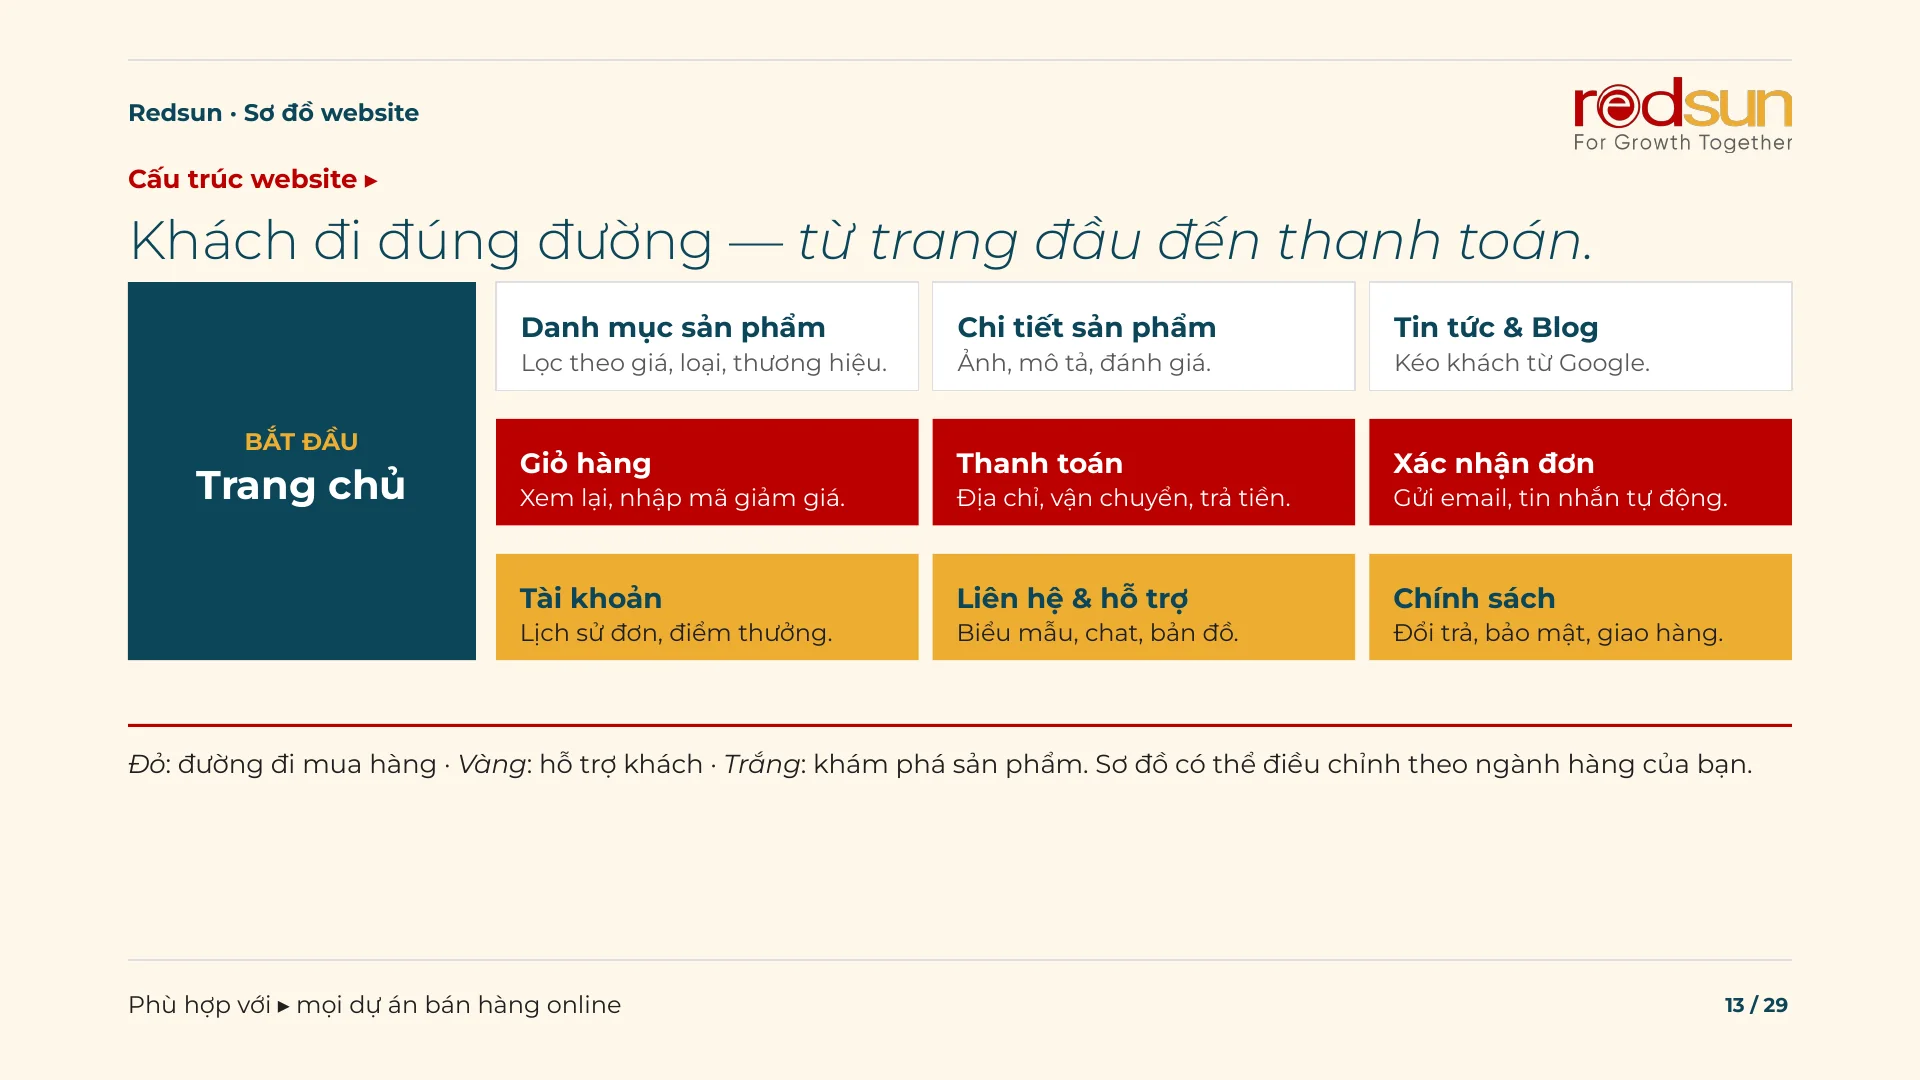 Redsun · Sơ đồ website
redsun
For Growth Together
Cấu trúc website ▸
Khách đi đúng đường — từ trang đầu đến thanh toán.
BẮT ĐẦU
Trang chủ
Danh mục sản phẩm
Lọc theo giá, loại, thương hiệu.
Chi tiết sản phẩm
Ảnh, mô tả, đánh giá.
Tin tức & Blog
Kéo khách từ Google.
Giỏ hàng
Xem lại, nhập mã giảm giá.
Thanh toán
Địa chỉ, vận chuyển, trả tiền.
Xác nhận đơn
Gửi email, tin nhắn tự động.
Tài khoản
Lịch sử đơn, điểm thưởng.
Liên hệ & hỗ trợ
Biểu mẫu, chat, bản đồ.
Chính sách
Đổi trả, bảo mật, giao hàng.
Đỏ: đường đi mua hàng · Vàng: hỗ trợ khách · Trắng: khám phá sản phẩm. Sơ đồ có thể điều chỉnh theo ngành hàng của bạn.
Phù hợp với ▸ mọi dự án bán hàng online
13 / 29